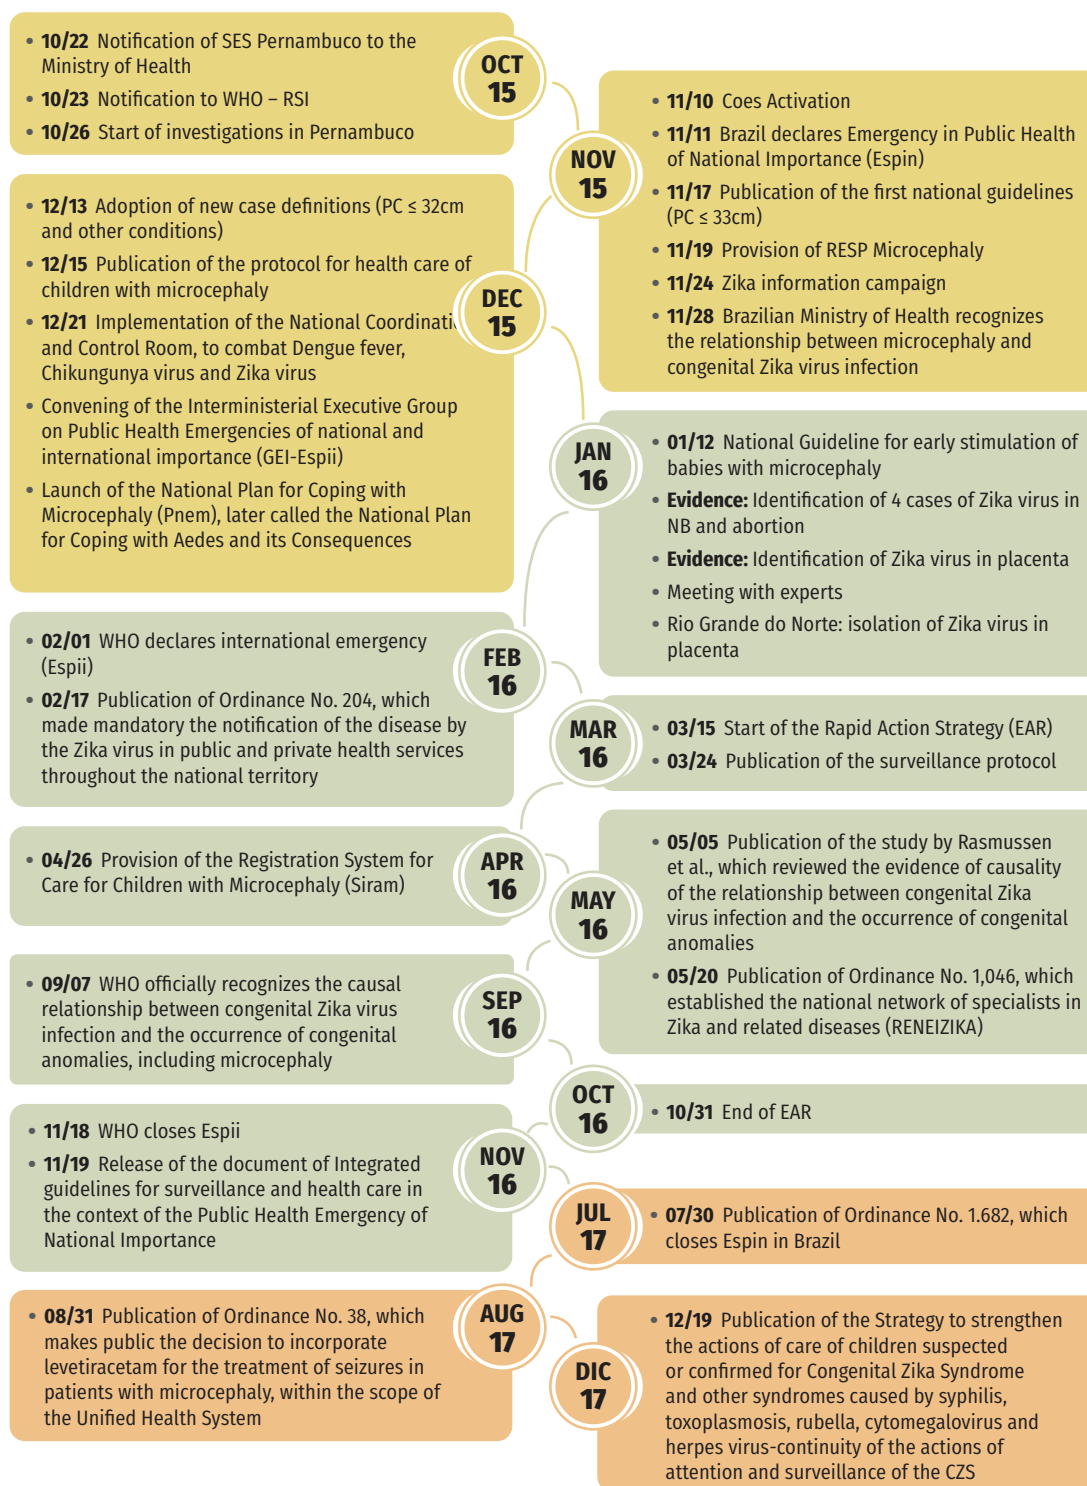 OCT
15
• 10/22 Notification of SES Pernambuco to the
Ministry of Health
• 10/23 Notification to WHO – RSI
• 10/26 Start of investigations in Pernambuco
NOV
15
• 11/10 Coes Activation
• 11/11 Brazil declares Emergency in Public Health
of National Importance (Espin)
• 11/17 Publication of the first national guidelines
(PC ≤ 33cm)
• 11/19 Provision of RESP Microcephaly
• 11/24 Zika information campaign
• 11/28 Brazilian Ministry of Health recognizes
the relationship between microcephaly and
congenital Zika virus infection
DEC
15
• 12/13 Adoption of new case definitions (PC ≤ 32cm
and other conditions)
• 12/15 Publication of the protocol for health care of
children with microcephaly
• 12/21 Implementation of the National Coordinati
and Control Room, to combat Dengue fever,
Chikungunya virus and Zika virus
• Convening of the Interministerial Executive Group
on Public Health Emergencies of national and
international importance (GEI-Espii)
• Launch of the National Plan for Coping with
Microcephaly (Pnem), later called the National Plan
for Coping with Aedes and its Consequences
JAN
16
• 01/12 National Guideline for early stimulation of
babies with microcephaly
• Evidence: Identification of 4 cases of Zika virus in
NB and abortion
• Evidence: Identification of Zika virus in placenta
• Meeting with experts
• Rio Grande do Norte: isolation of Zika virus in
placenta
FEB
16
• 02/01 WHO declares international emergency
(Espii)
• 02/17 Publication of Ordinance No. 204, which
made mandatory the notification of the disease by
the Zika virus in public and private health services
throughout the national territory
MAR
16
• 03/15 Start of the Rapid Action Strategy (EAR)
• 03/24 Publication of the surveillance protocol
APR
16
• 04/26 Provision of the Registration System for
Care for Children with Microcephaly (Siram)
MAY
16
• 05/05 Publication of the study by Rasmussen
et al., which reviewed the evidence of causality
of the relationship between congenital Zika
virus infection and the occurrence of congenital
anomalies
• 05/20 Publication of Ordinance No. 1,046, which
established the national network of specialists in
Zika and related diseases (RENEIZIKA)
SEP
16
• 09/07 WHO officially recognizes the causal
relationship between congenital Zika virus
infection and the occurrence of congenital
anomalies, including microcephaly
OCT
16
• 10/31 End of EAR
NOV
16
• 11/18 WHO closes Espii
• 11/19 Release of the document of Integrated
guidelines for surveillance and health care in
the context of the Public Health Emergency of
National Importance
JUL
17
• 07/30 Publication of Ordinance No. 1.682, which
closes Espin in Brazil
AUG
17
• 08/31 Publication of Ordinance No. 38, which
makes public the decision to incorporate
levetiracetam for the treatment of seizures in
patients with microcephaly, within the scope of
the Unified Health System
DIC
17
• 12/19 Publication of the Strategy to strengthen
the actions of care of children suspected
or confirmed for Congenital Zika Syndrome
and other syndromes caused by syphilis,
toxoplasmosis, rubella, cytomegalovirus and
herpes virus-continuity of the actions of
attention and surveillance of the CZS